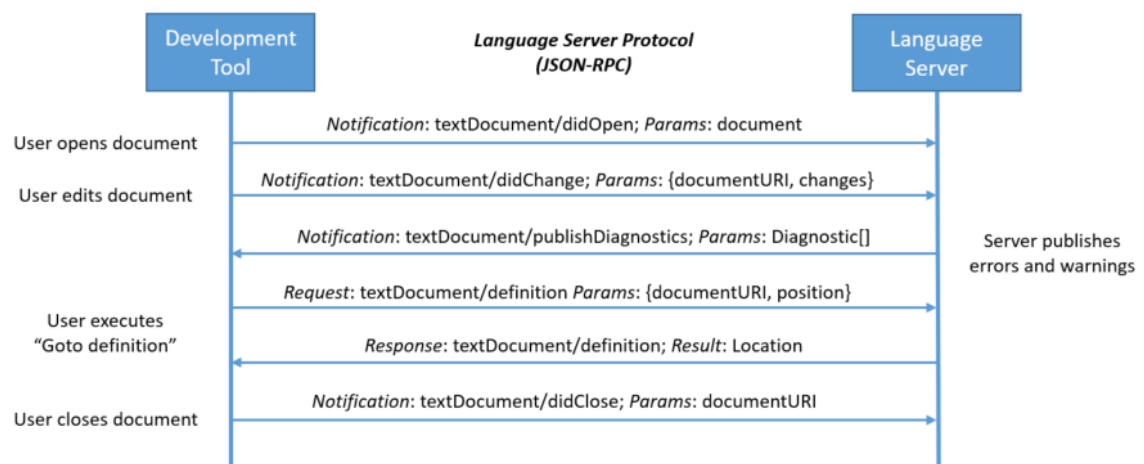 Development
Tool
Language Server Protocol
(JSON-RPC)
Language
Server
Notification: textDocument/didOpen; Params: document
User opens document
Notification: textDocument/didChange; Params: {documentURI, changes}
User edits document
Notification: textDocument/publishDiagnostics; Params: Diagnostic[]
Server publishes
errors and warnings
Request: textDocument/definition Params: {documentURI, position}
User executes
“Goto definition”
Response: textDocument/definition; Result: Location
Notification: textDocument/didClose; Params: documentURI
User closes document